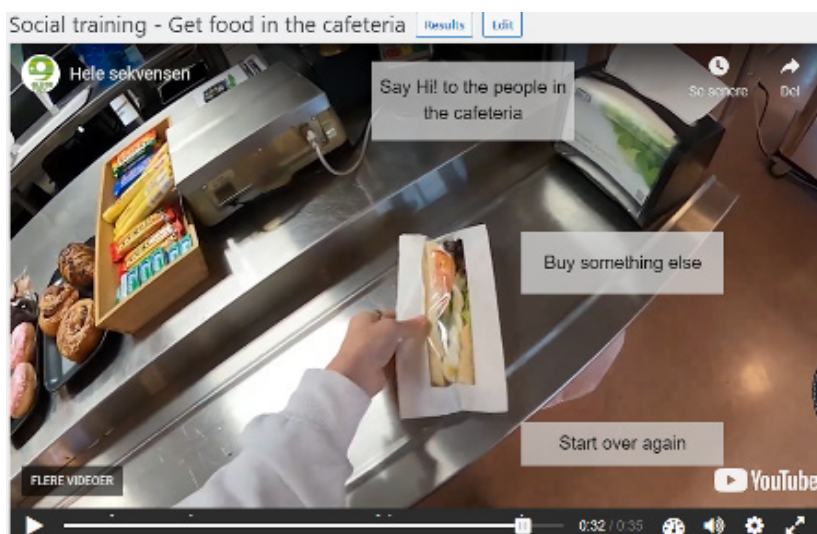 Social training - Get food in the cafeteria
Results
Edit
Hele sekvensen
Say Hi! to the people in
the cafeteria
Se senere
Del
Buy something else
Start over again
FLERE VIDEOER
YouTube
0:32 / 0:35